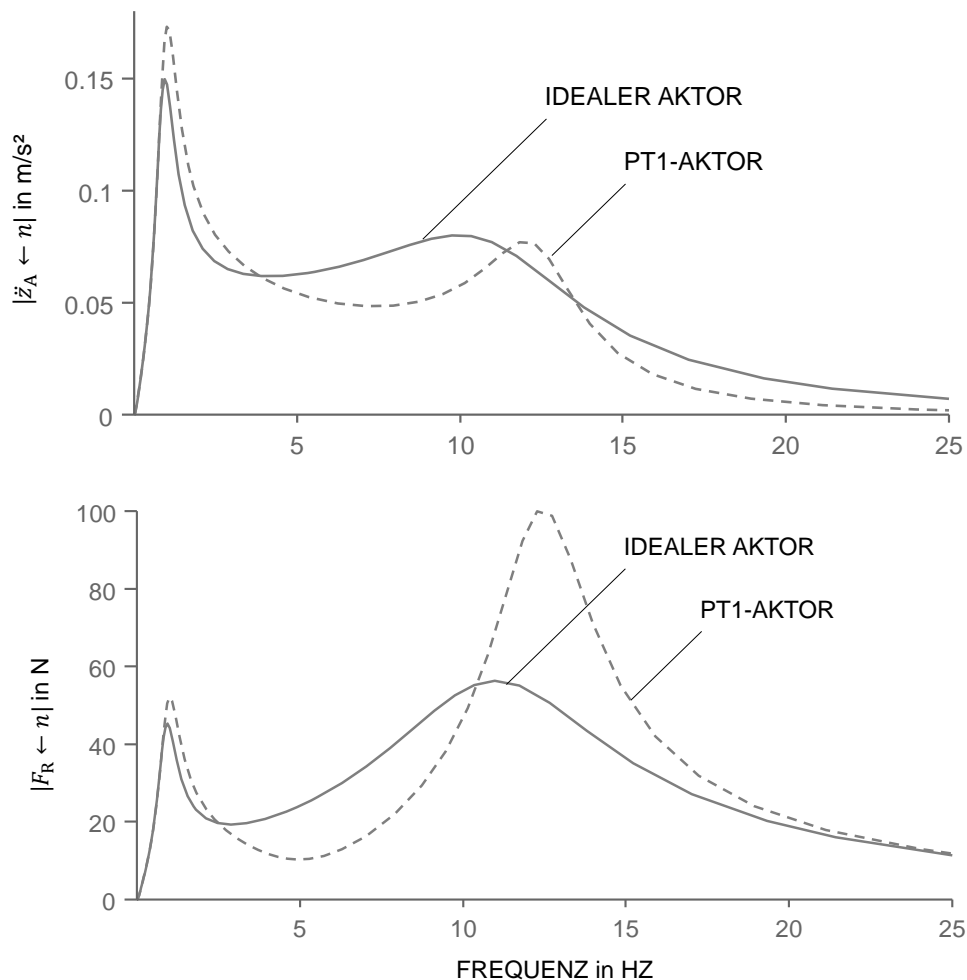 |z̈_A ← n| in m/s²
0.15
0.1
0.05
0
IDEALER AKTOR
PT1-AKTOR
5
10
15
20
25
|F_R ← n| in N
100
80
60
40
20
0
IDEALER AKTOR
PT1-AKTOR
5
10
15
20
25
FREQUENZ in HZ